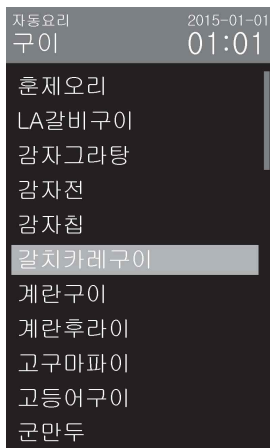 자동요리
2015-01-01
구이
01:01
훈제오리
LA갈비구이
감자그라탕
감자전
감자칩
갈치카레구이
계란구이
계란후라이
고구마파이
고등어구이
군만두